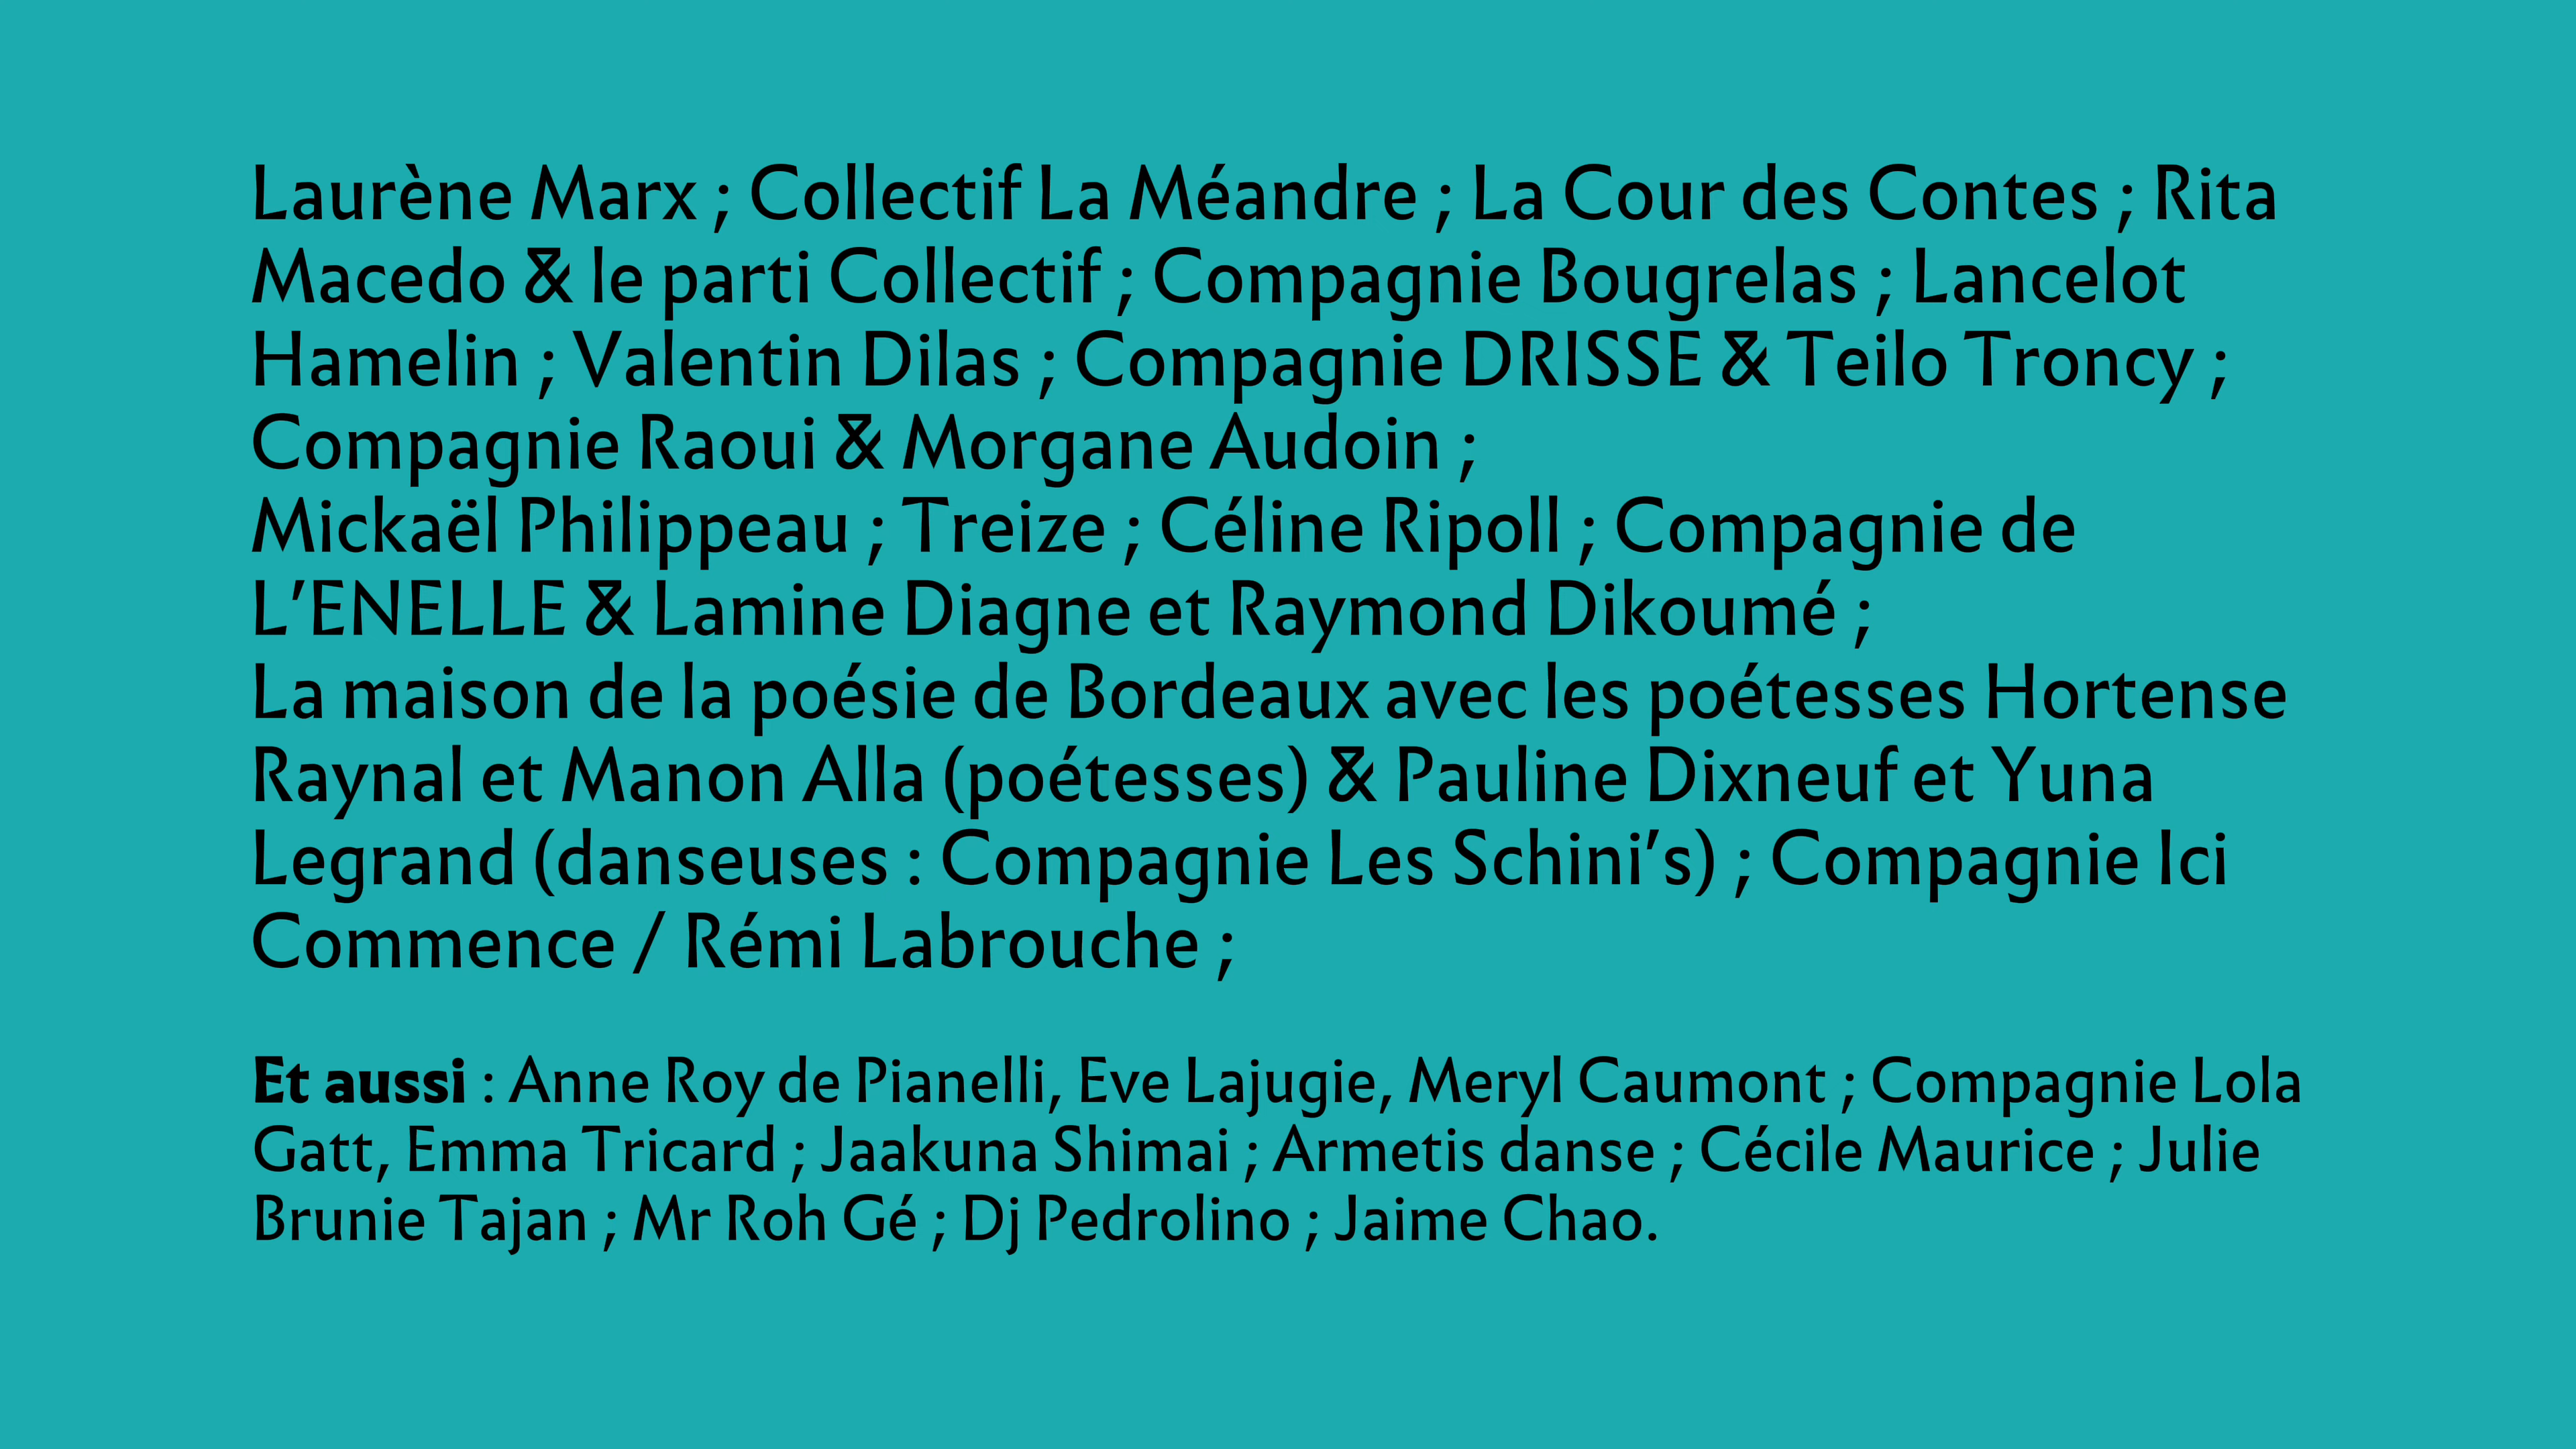 Laurène Marx ; Collectif La Méandre ; La Cour des Contes ; Rita
Macedo & le parti Collectif ; Compagnie Bougrelas ; Lancelot
Hamelin ; Valentin Dilas ; Compagnie DRISSE & Teilo Troncy ;
Compagnie Raoui & Morgane Audoin ;
Mickaël Philippeau ; Treize ; Céline Ripoll ; Compagnie de
L’ENELLE & Lamine Diagne et Raymond Dikoumé ;
La maison de la poésie de Bordeaux avec les poétesses Hortense
Raynal et Manon Alla (poétesses) & Pauline Dixneuf et Yuna
Legrand (danseuses : Compagnie Les Schini’s) ; Compagnie Ici
Commence / Rémi Labrouche ;
Et aussi : Anne Roy de Pianelli, Eve Lajugie, Meryl Caumont ; Compagnie Lola
Gatt, Emma Tricard ; Jaakuna Shimai ; Armetis danse ; Cécile Maurice ; Julie
Brunie Tajan ; Mr Roh Gé ; Dj Pedrolino ; Jaime Chao.